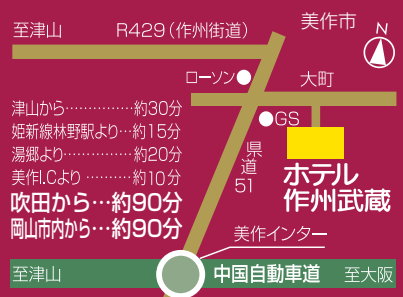 至津山
R429(作州街道)
美作市
N
ローソン
大町
津山から……………約30分
姫新線林野駅より…約15分
湯郷より……………約20分
美作I.Cより…………約10分
吹田から…約90分
岡山市内から…約90分
GS
県道51
ホテル
作州武蔵
美作インター
至津山
中国自動車道
至大阪